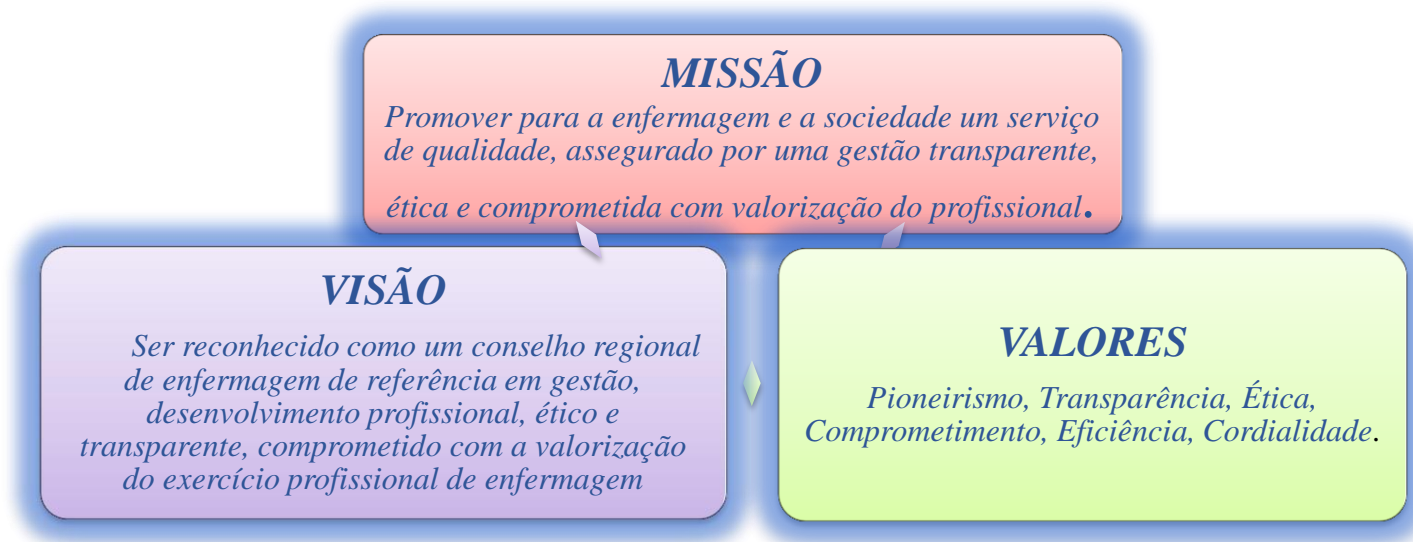 MISSÃO
Promover para a enfermagem e a sociedade um serviço
de qualidade, assegurado por uma gestão transparente,
ética e comprometida com valorização do profissional.
VISÃO
Ser reconhecido como um conselho regional
de enfermagem de referência em gestão,
desenvolvimento profissional, ético e
transparente, comprometido com a valorização
do exercício profissional de enfermagem
VALORES
Pioneirismo, Transparência, Ética,
Comprometimento, Eficiência, Cordialidade.